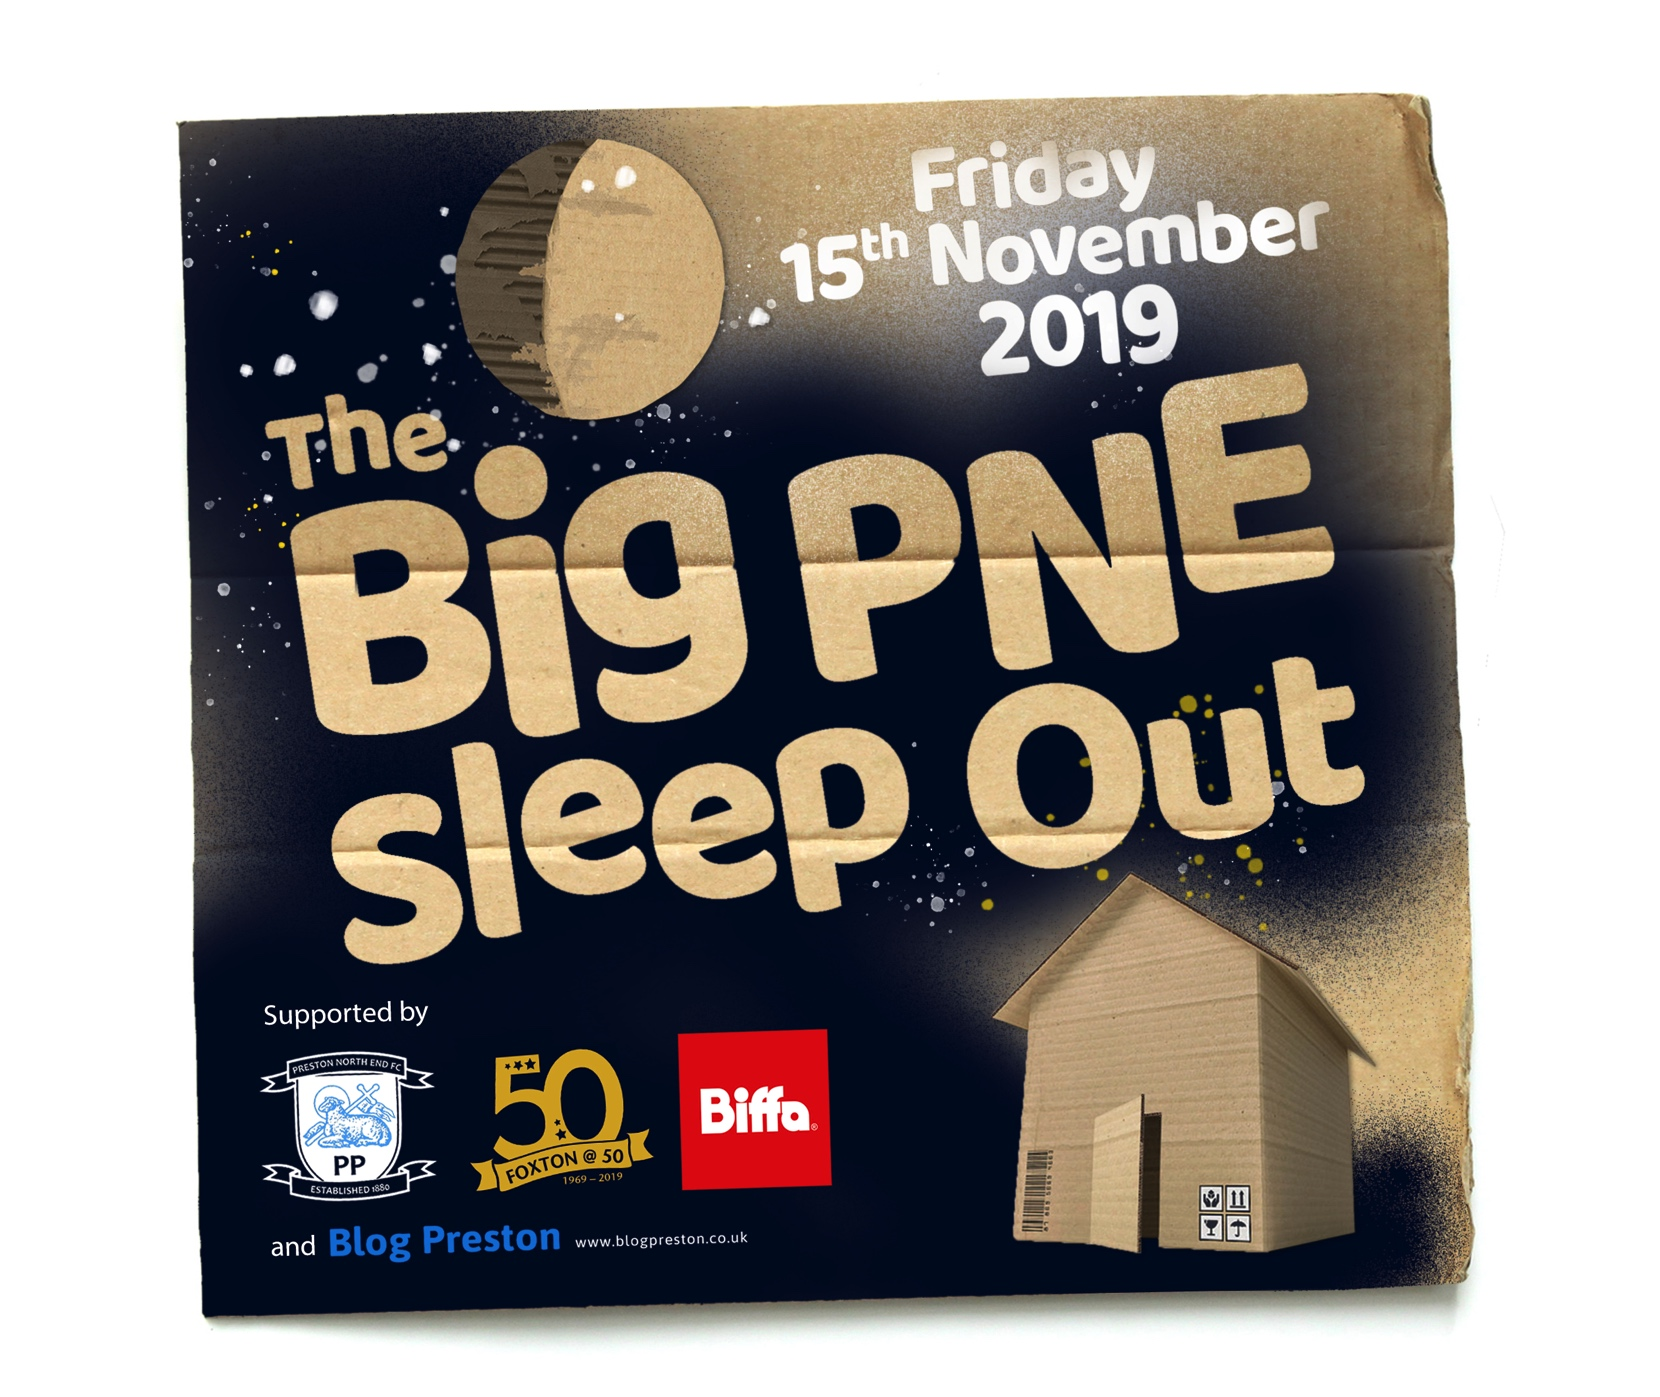 Friday
15th November
2019
The
Big PNE
Sleep Out
Supported by
PRESTON NORTH END FC
PP
ESTABLISHED 1880
50
FOXTON @ 50
1969 – 2019
Biffa®
and Blog Preston www.blogpreston.co.uk